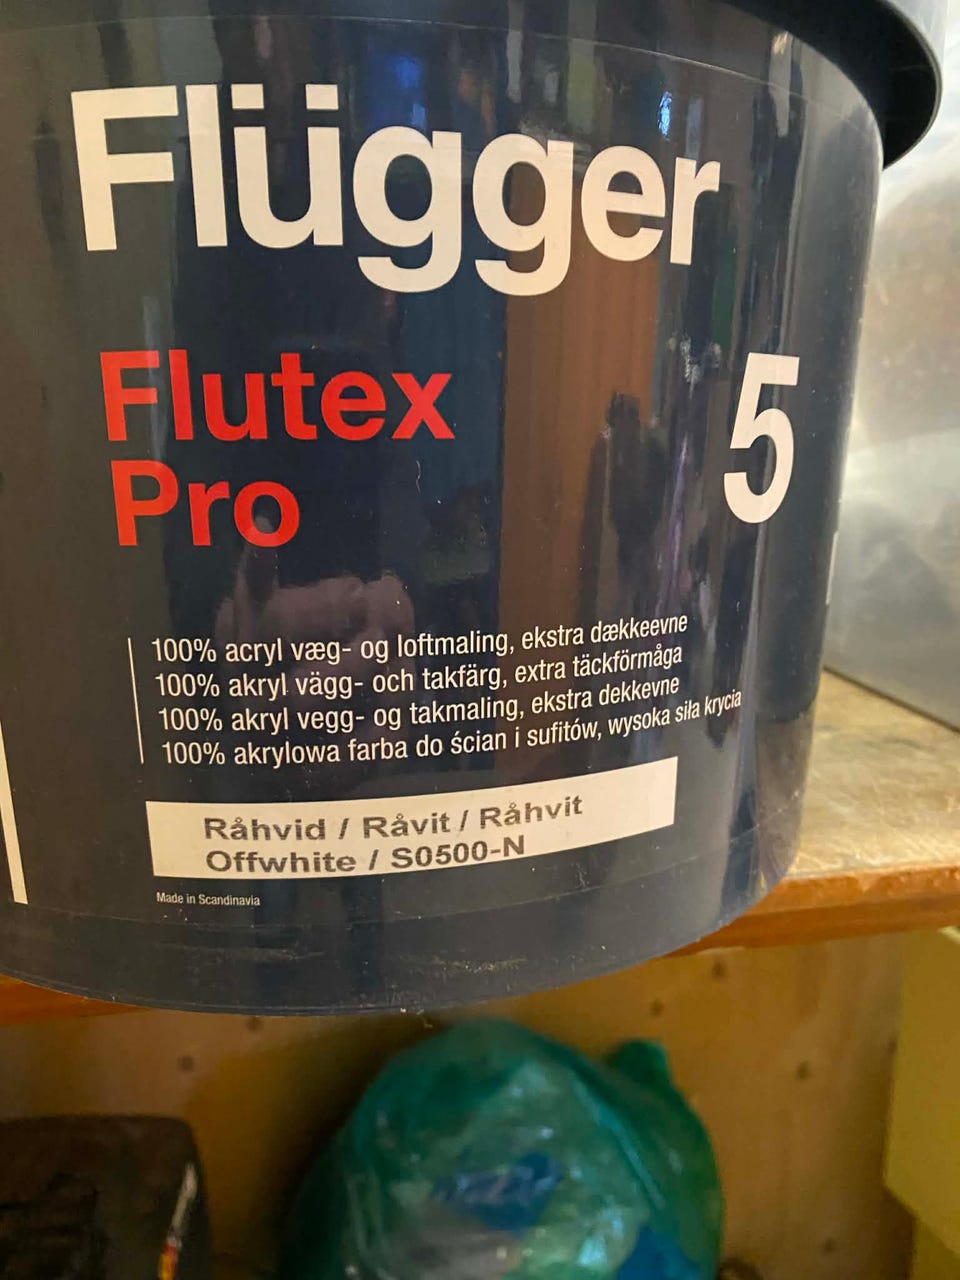 Flügger
Flutex
Pro
5
100% acryl væg- og loftmaling, ekstra dækkeevne
100% akryl vägg- och takfärg, extra täckförmåga
100% akryl vegg- og takmaling, ekstra dekkevne
100% akrylowa farba do ścian i sufitów, wysoka siła krycia
Råhvid / Råvit / Råhvit
Offwhite / S0500-N
Made in Scandinavia